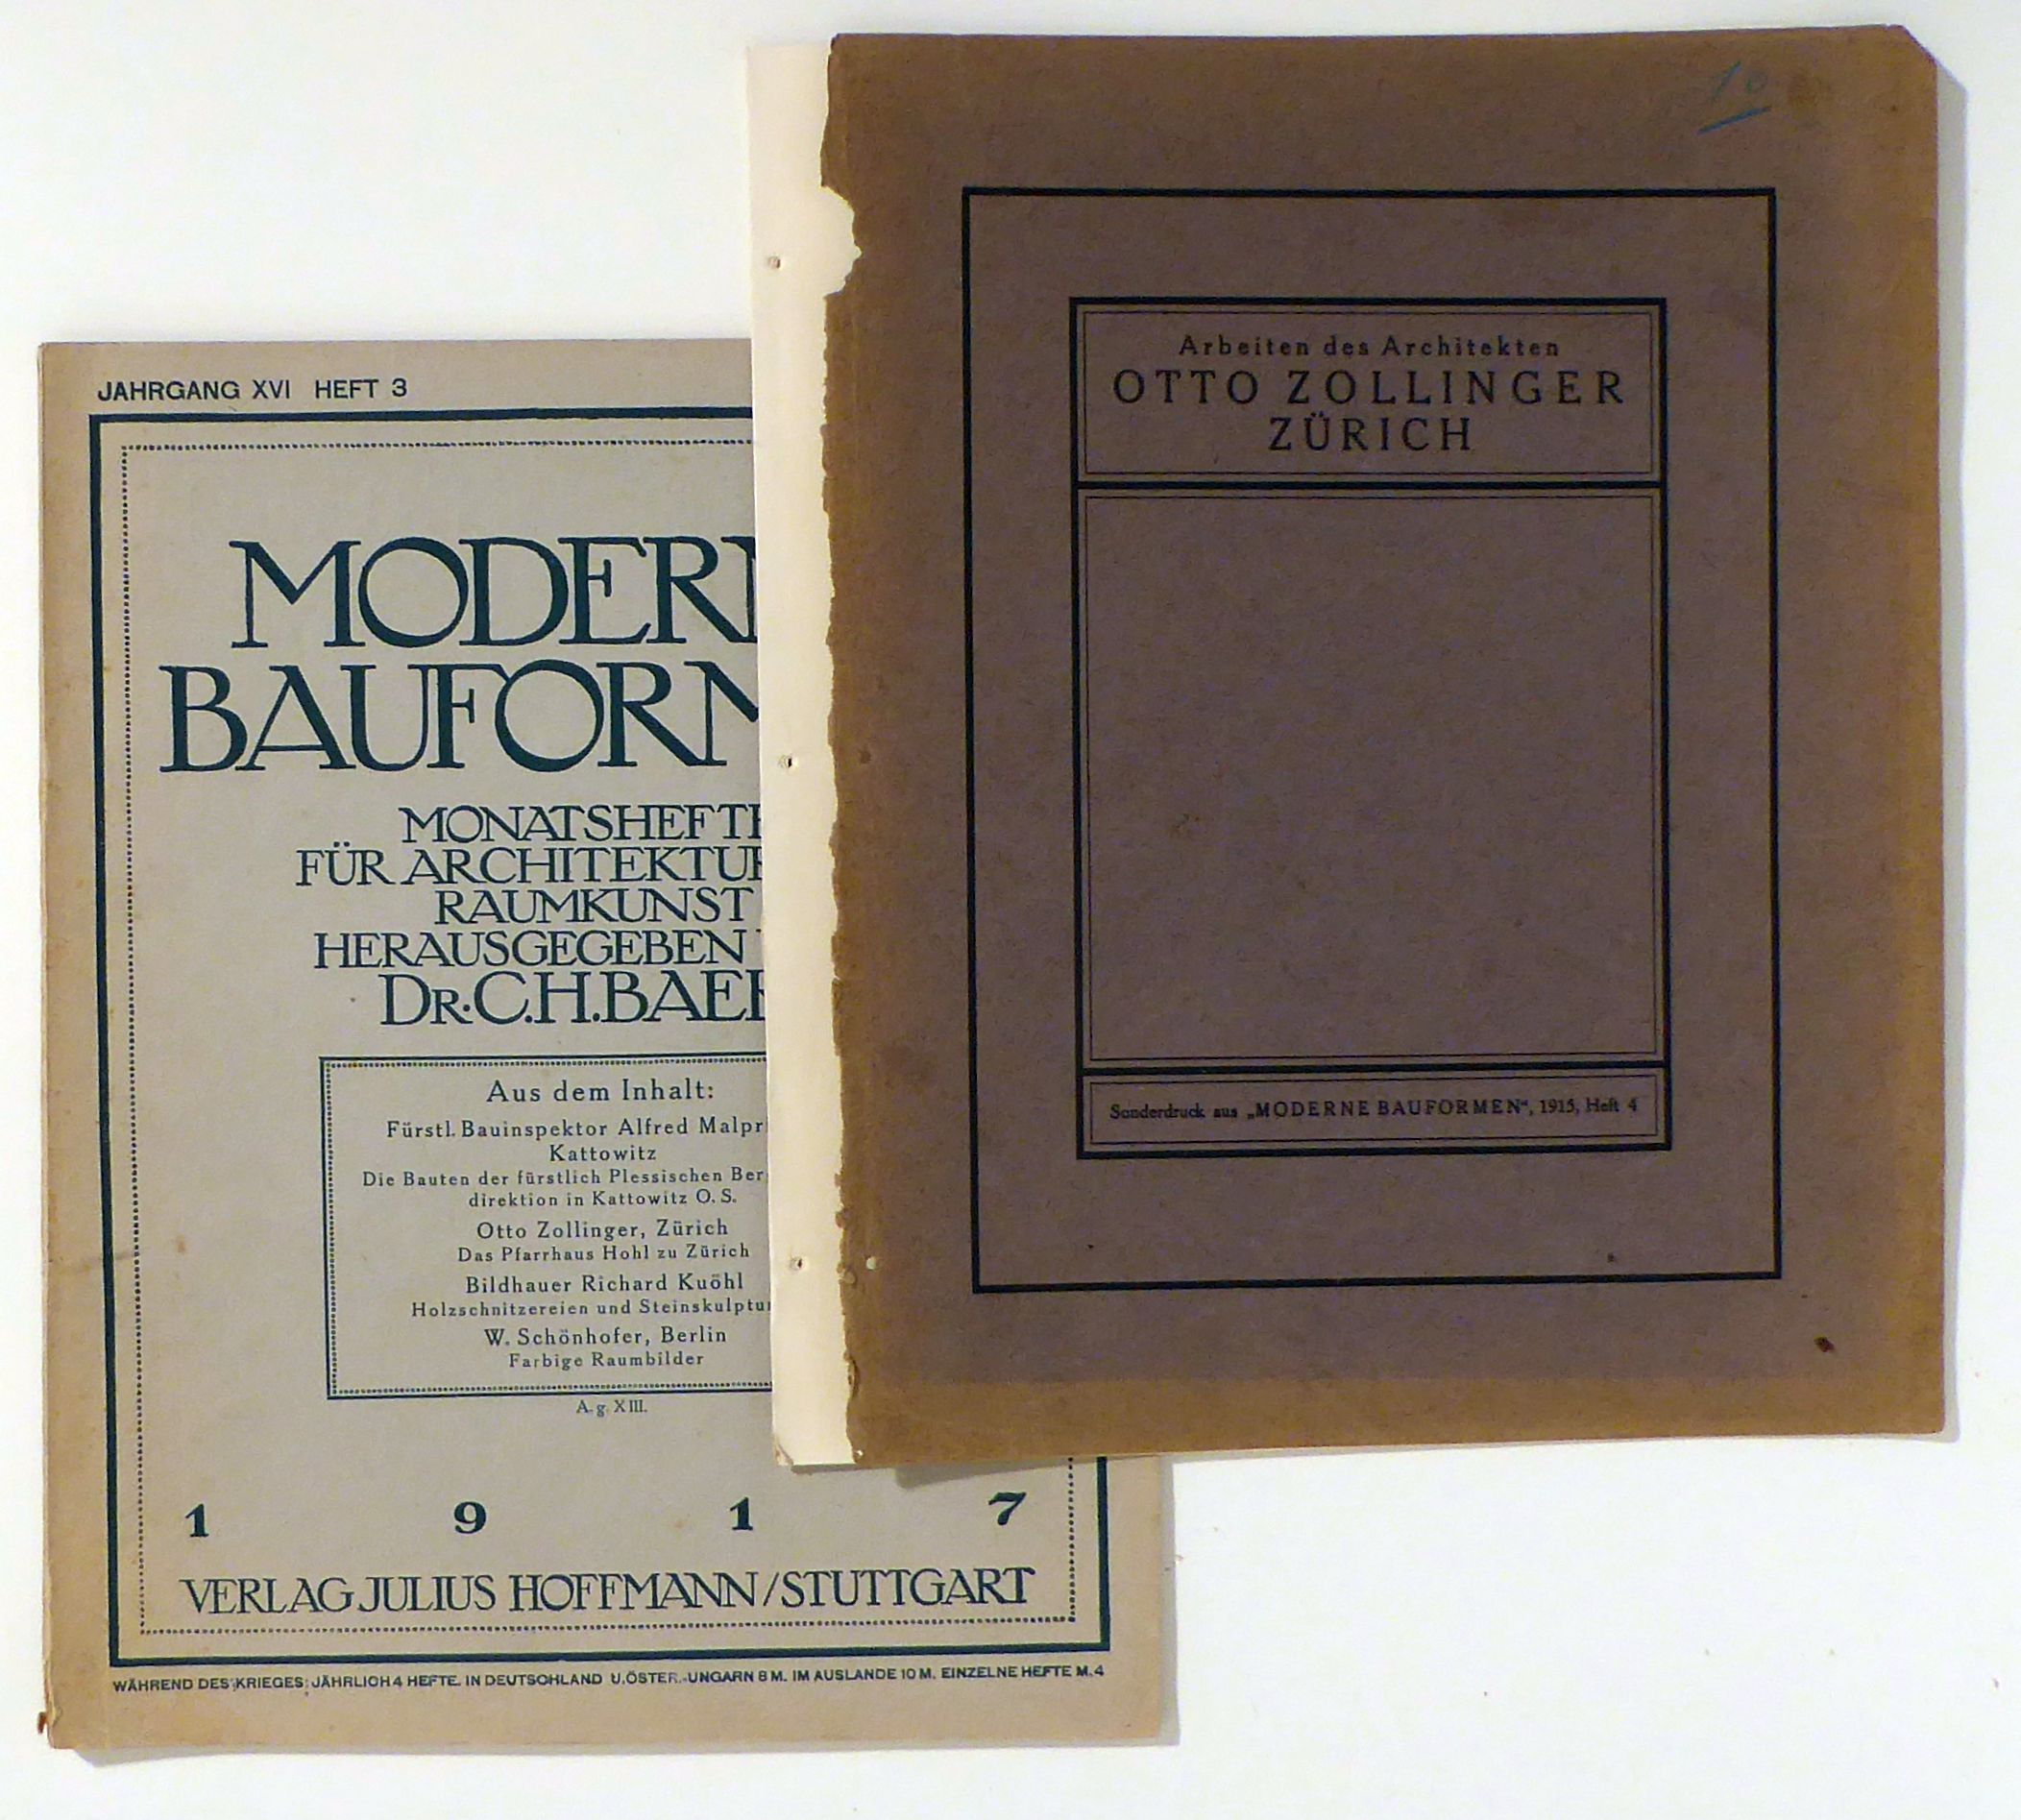 JAHRGANG XVI HEFT 3
MODERN
BAUFORM
MONATSHEFTE
FÜR ARCHITEKTUR
RAUMKUNST
HERAUSGEGEBEN
DR. C. H. BAER
Aus dem Inhalt:
Fürstl. Bauinspektor Alfred Malpr
Kattowitz
Die Bauten der fürstlich Plessischen Ber
direktion in Kattowitz O. S.
Otto Zollinger, Zürich
Das Pfarrhaus Hohl zu Zürich
Bildhauer Richard Kuöhl
Holzschnitzereien und Steinskulptu
W. Schönhofer, Berlin
Farbige Raumbilder
A. g. XIII.
1 9 1 7
VERLAG JULIUS HOFFMANN/STUTTGART
WÄHREND DES KRIEGES: JÄHRLICH 4 HEFTE. IN DEUTSCHLAND U. ÖSTER.-UNGARN 8 M. IM AUSLANDE 10 M. EINZELNE HEFTE M. 4
10
Arbeiten des Architekten
OTTO ZOLLINGER
ZÜRICH
Sonderdruck aus „MODERNE BAUFORMEN“, 1915, Heft 4